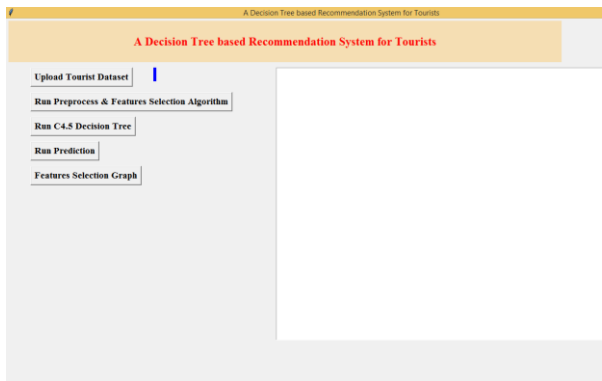 A Decision Tree based Recommendation System for Tourists
A Decision Tree based Recommendation System for Tourists
Upload Tourist Dataset
Run Preprocess & Features Selection Algorithm
Run C4.5 Decision Tree
Run Prediction
Features Selection Graph